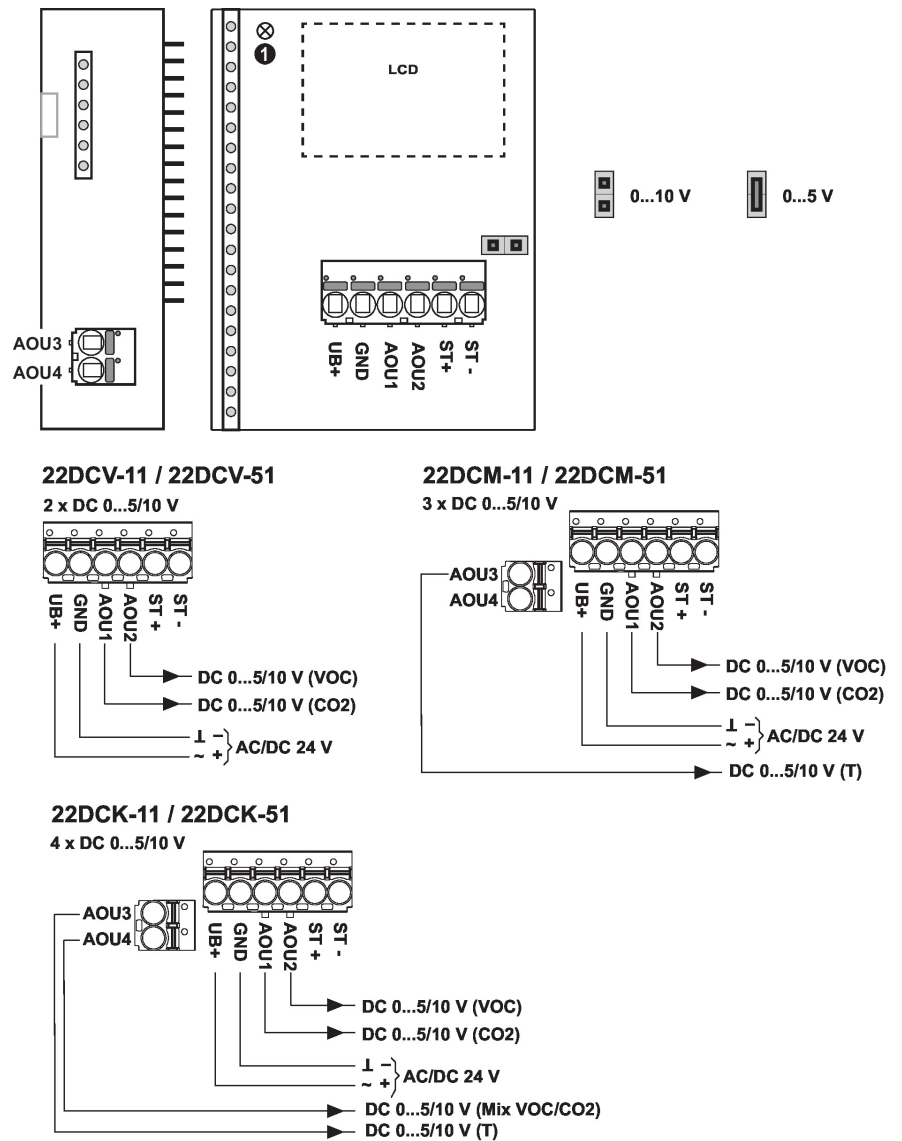 1
LCD
0...10 V
0...5 V
AOU3
AOU4
UB+
GND
AOU1
AOU2
ST+
ST -
22DCV-11 / 22DCV-51
2 x DC 0...5/10 V
UB+
GND
AOU1
AOU2
ST +
ST -
DC 0...5/10 V (VOC)
DC 0...5/10 V (CO2)
⊥ −
~ +
AC/DC 24 V
22DCM-11 / 22DCM-51
3 x DC 0...5/10 V
AOU3
AOU4
UB+
GND
AOU1
AOU2
ST +
ST -
DC 0...5/10 V (VOC)
DC 0...5/10 V (CO2)
⊥ −
~ +
AC/DC 24 V
DC 0...5/10 V (T)
22DCK-11 / 22DCK-51
4 x DC 0...5/10 V
AOU3
AOU4
UB+
GND
AOU1
AOU2
ST +
ST -
DC 0...5/10 V (VOC)
DC 0...5/10 V (CO2)
⊥ −
~ +
AC/DC 24 V
DC 0...5/10 V (Mix VOC/CO2)
DC 0...5/10 V (T)